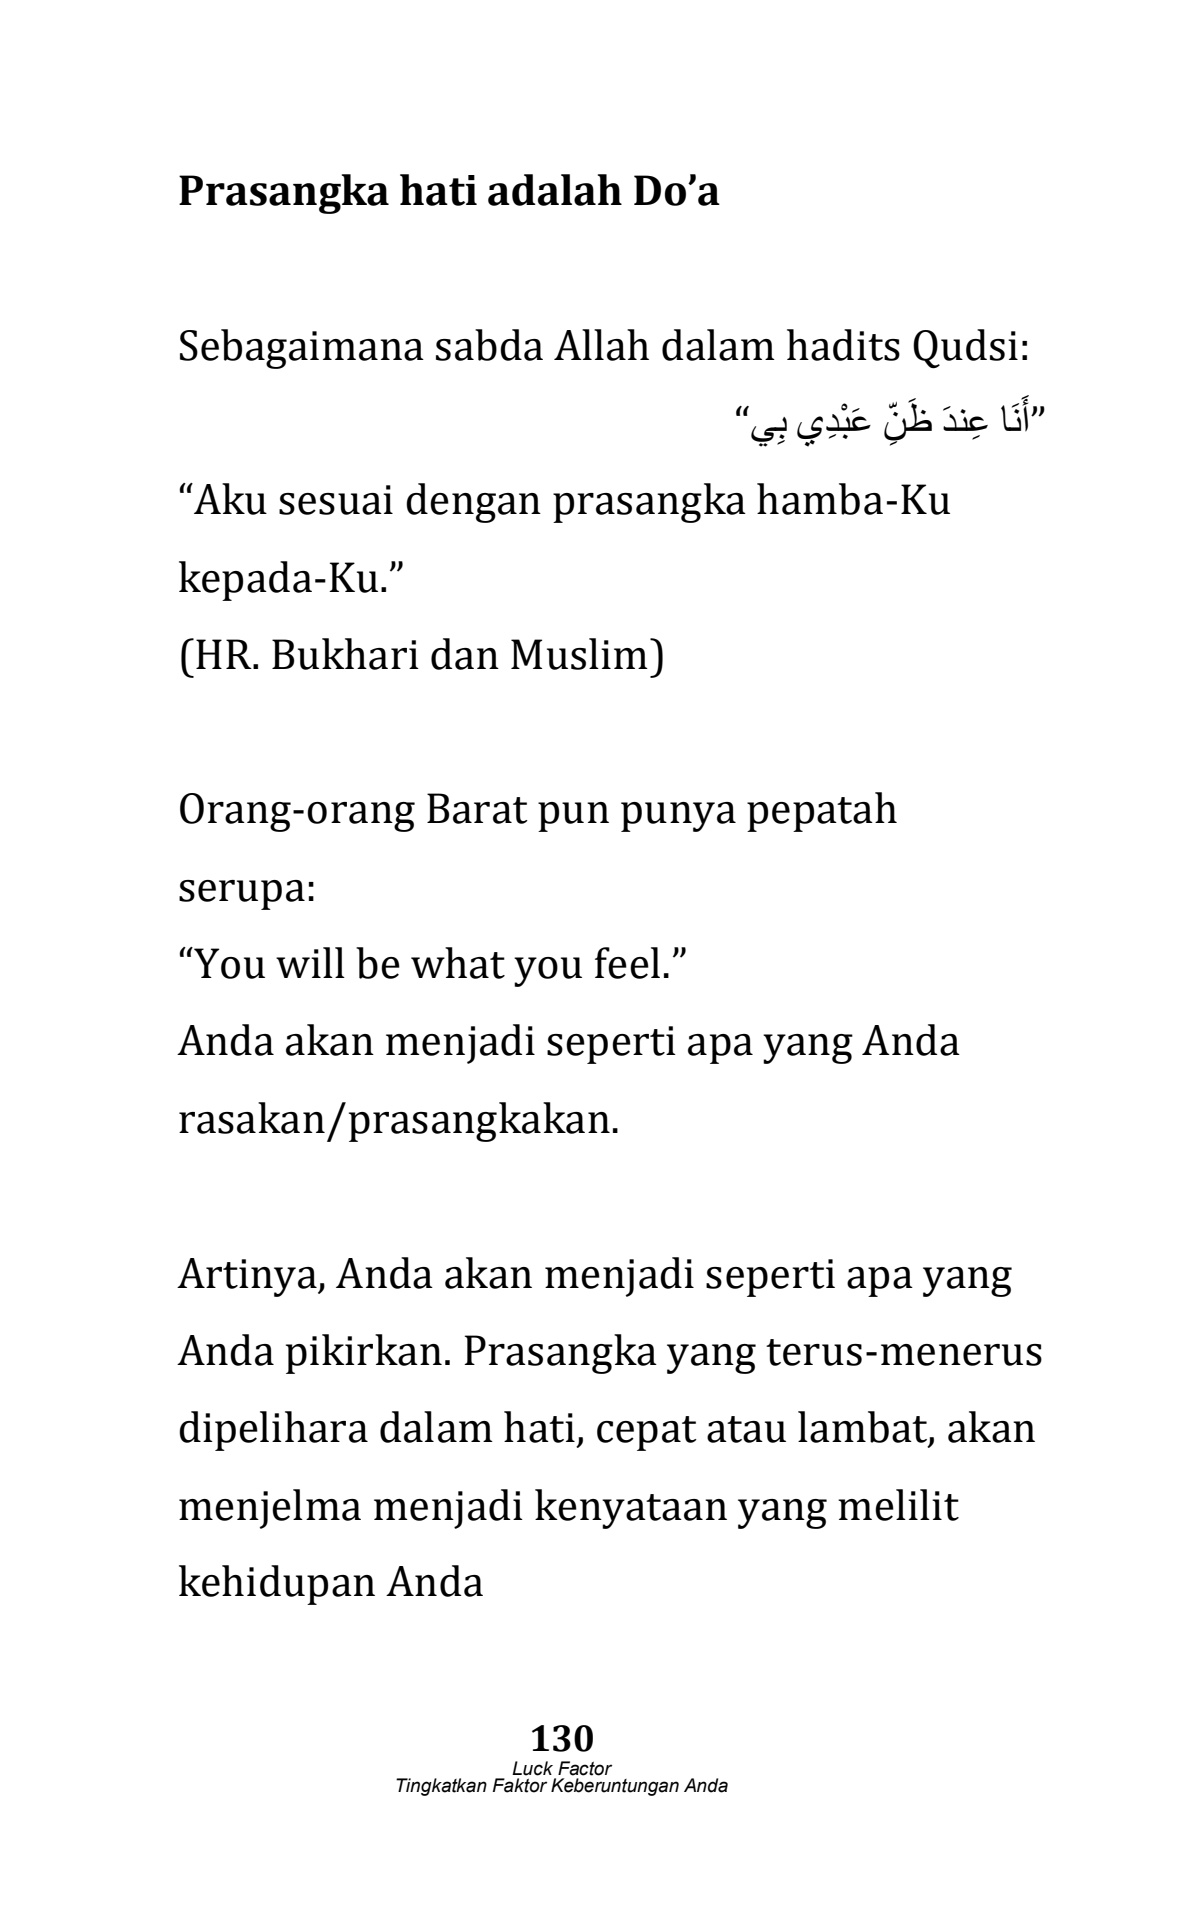 Prasangka hati adalah Do’a
Sebagaimana sabda Allah dalam hadits Qudsi:
”أَنَا عِندَ ظَنِّ عَبْدِي بِي“
“Aku sesuai dengan prasangka hamba-Ku
kepada-Ku.”
(HR. Bukhari dan Muslim)
Orang-orang Barat pun punya pepatah
serupa:
“You will be what you feel.”
Anda akan menjadi seperti apa yang Anda
rasakan/prasangkakan.
Artinya, Anda akan menjadi seperti apa yang
Anda pikirkan. Prasangka yang terus-menerus
dipelihara dalam hati, cepat atau lambat, akan
menjelma menjadi kenyataan yang melilit
kehidupan Anda
130
Luck Factor
Tingkatkan Faktor Keberuntungan Anda